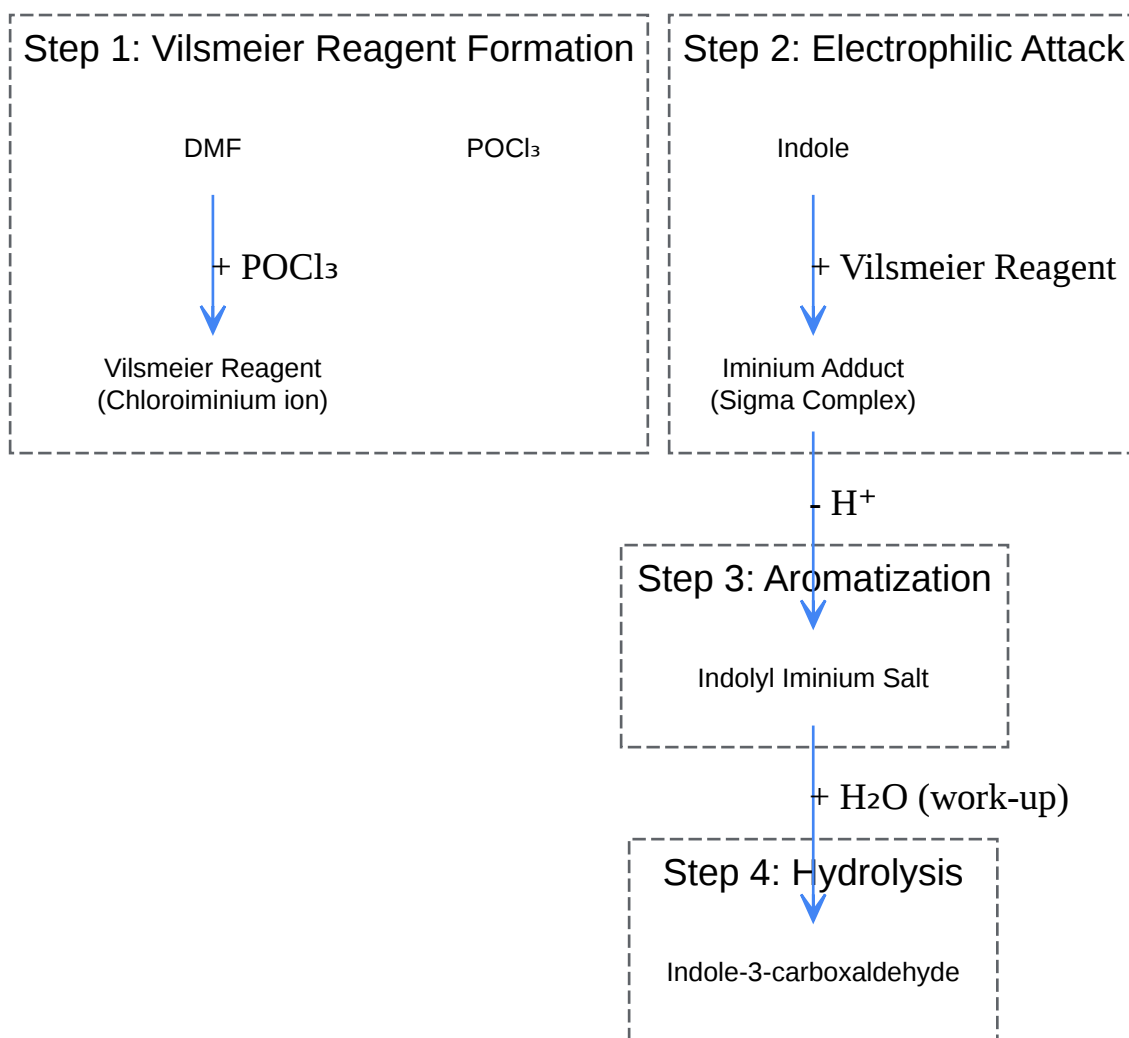 Step 1: Vilsmeier Reagent Formation
DMF
POCl₃
+ POCl₃
Vilsmeier Reagent
(Chloroiminium ion)
Step 2: Electrophilic Attack
Indole
+ Vilsmeier Reagent
Iminium Adduct
(Sigma Complex)
- H⁺
Step 3: Aromatization
Indolyl Iminium Salt
+ H₂O (work-up)
Step 4: Hydrolysis
Indole-3-carboxaldehyde